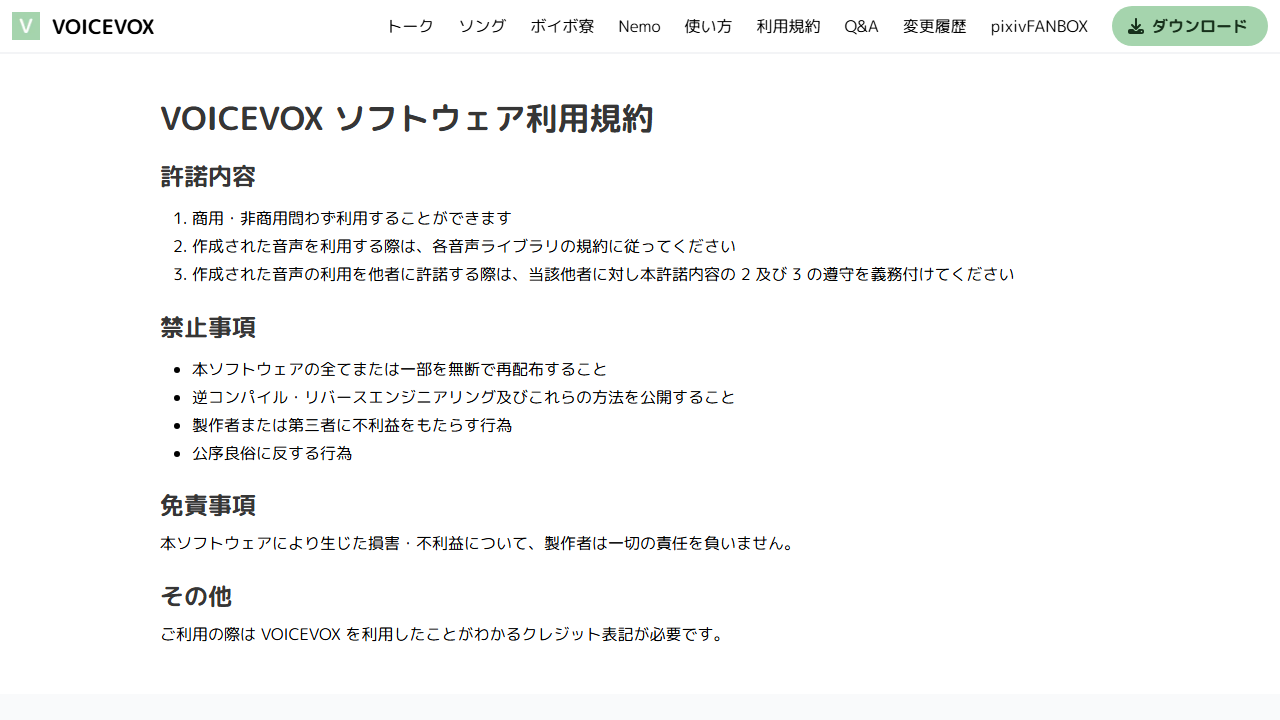 V VOICEVOX トーク ソング ボイボ寮 Nemo 使い方 利用規約 Q&A 変更履歴 pixivFANBOX ダウンロード
VOICEVOX ソフトウェア利用規約
許諾内容
1. 商用・非商用問わず利用することができます
2. 作成された音声を利用する際は、各音声ライブラリの規約に従ってください
3. 作成された音声の利用を他者に許諾する際は、当該他者に対し本許諾内容の 2 及び 3 の遵守を義務付けてください
禁止事項
• 本ソフトウェアの全てまたは一部を無断で再配布すること
• 逆コンパイル・リバースエンジニアリング及びこれらの方法を公開すること
• 製作者または第三者に不利益をもたらす行為
• 公序良俗に反する行為
免責事項
本ソフトウェアにより生じた損害・不利益について、製作者は一切の責任を負いません。
その他
ご利用の際は VOICEVOX を利用したことがわかるクレジット表記が必要です。